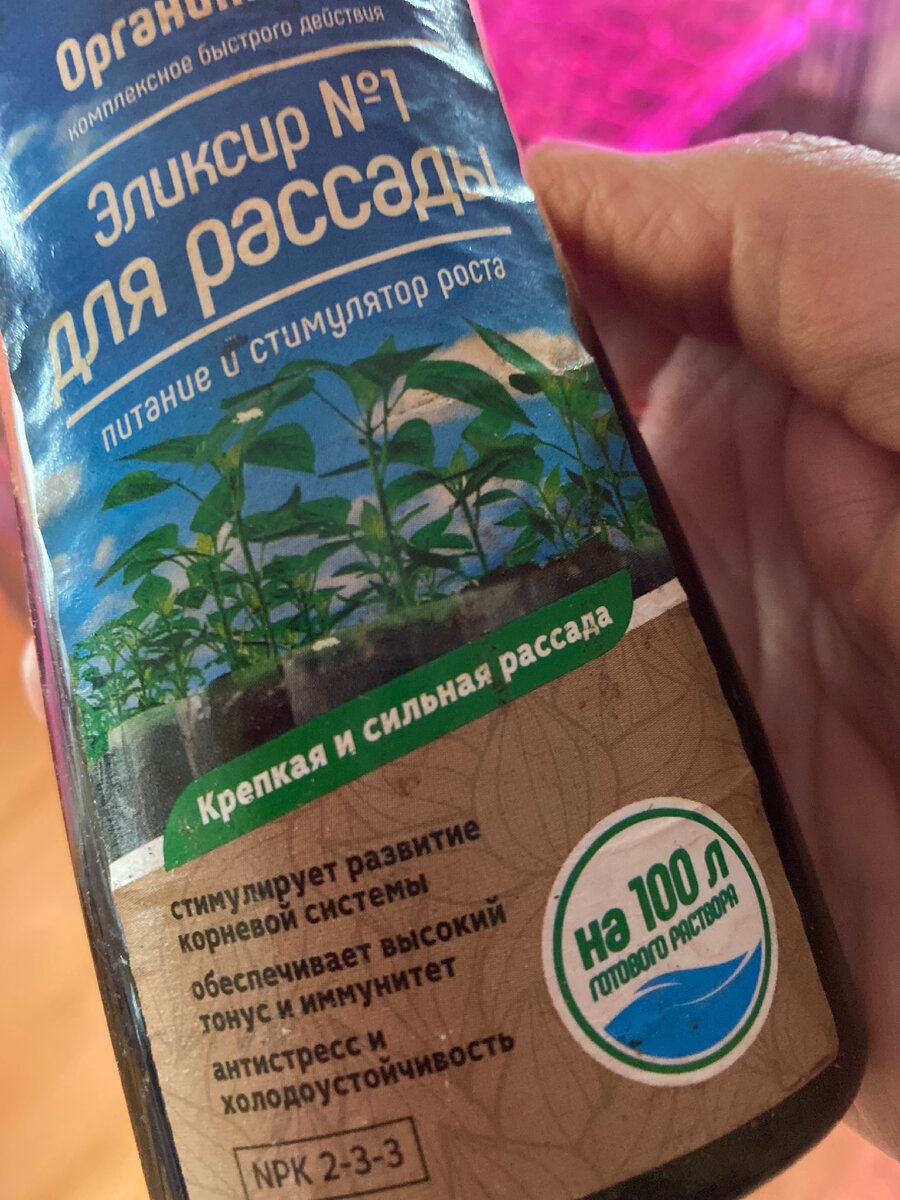 комплексное быстрого действия
Эликсир №1
для рассады
питание и стимулятор роста
Крепкая и сильная рассада
стимулирует развитие
корневой системы
обеспечивает высокий
тонус и иммунитет
антистресс и
холодоустойчивость
на 100 л
ГОТОВОГО РАСТВОРА
NPK 2-3-3